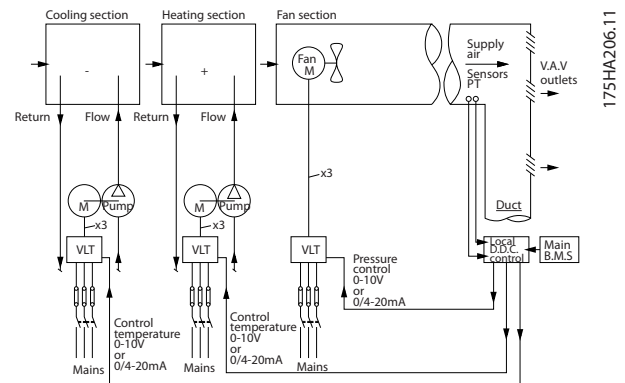 Cooling section
Heating section
Fan section
175HA206.11
-
+
Fan
M
Supply
air
Sensors
PT
V.A.V
outlets
Return
Flow
Return
Flow
x3
M
Pump
M
Pump
Duct
x3
x3
VLT
VLT
VLT
Local
D.D.C.
control
Main
B.M.S
Pressure
control
0-10V
or
0/4-20mA
Control
temperature
0-10V
or
0/4-20mA
Control
temperature
0-10V
or
0/4-20mA
Mains
Mains
Mains